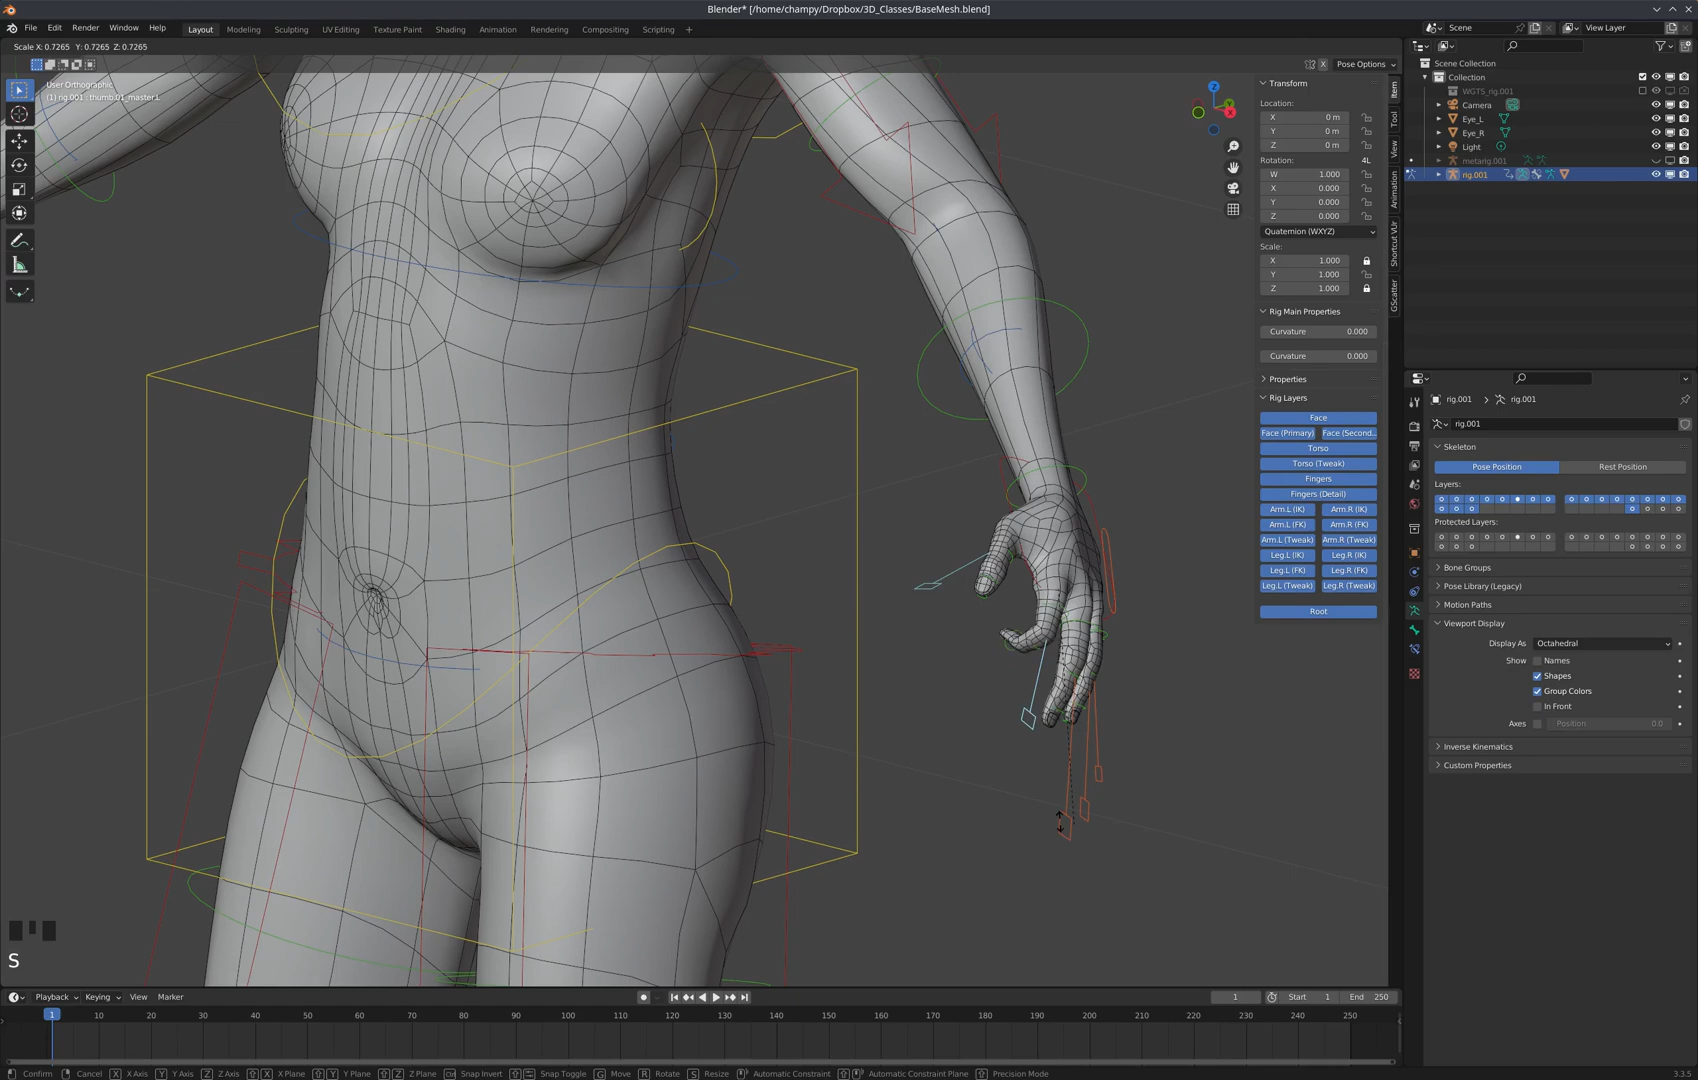 Blender* [/home/champy/Dropbox/3D_Classes/BaseMesh.blend]
File Edit Render Window Help Layout Modeling Sculpting UV Editing Texture Paint Shading Animation Rendering Compositing Scripting + Scene View Layer
Scale X: 0.7265 Y: 0.7265 Z: 0.7265
X Pose Options
User Orthographic
(1) rig.001 : thumb.01_master.L
Z
Y
X
Item
Tool
View
Animation
Shortcut VUr
GScatter
Transform
Location:
X 0 m
Y 0 m
Z 0 m
Rotation: 4L
W 1.000
X 0.000
Y 0.000
Z 0.000
Quaternion (WXYZ)
Scale:
X 1.000
Y 1.000
Z 1.000
Rig Main Properties
Curvature 0.000
Curvature 0.000
Properties
Rig Layers
Face
Face (Primary) Face (Second..
Torso
Torso (Tweak)
Fingers
Fingers (Detail)
Arm.L (IK) Arm.R (IK)
Arm.L (FK) Arm.R (FK)
Arm.L (Tweak) Arm.R (Tweak)
Leg.L (IK) Leg.R (IK)
Leg.L (FK) Leg.R (FK)
Leg.L (Tweak) Leg.R (Tweak)
Root
Scene Collection
Collection
WGTS_rig.001
Camera
Eye_L
Eye_R
Light
metarig.001
rig.001
rig.001 > rig.001
rig.001
Skeleton
Pose Position Rest Position
Layers:
Protected Layers:
Bone Groups
Pose Library (Legacy)
Motion Paths
Viewport Display
Display As Octahedral
Show Names
Shapes
Group Colors
In Front
Axes Position 0.0
Inverse Kinematics
Custom Properties
S
Playback Keying View Marker 1 Start 1 End 250
1 10 20 30 40 50 60 70 80 90 100 110 120 130 140 150 160 170 180 190 200 210 220 230 240 250
Confirm Cancel X X Axis Y Y Axis Z Z Axis X X Plane Y Y Plane Z Z Plane Ctrl Snap Invert Snap Toggle G Move R Rotate S Resize Automatic Constraint Automatic Constraint Plane Precision Mode 3.3.5